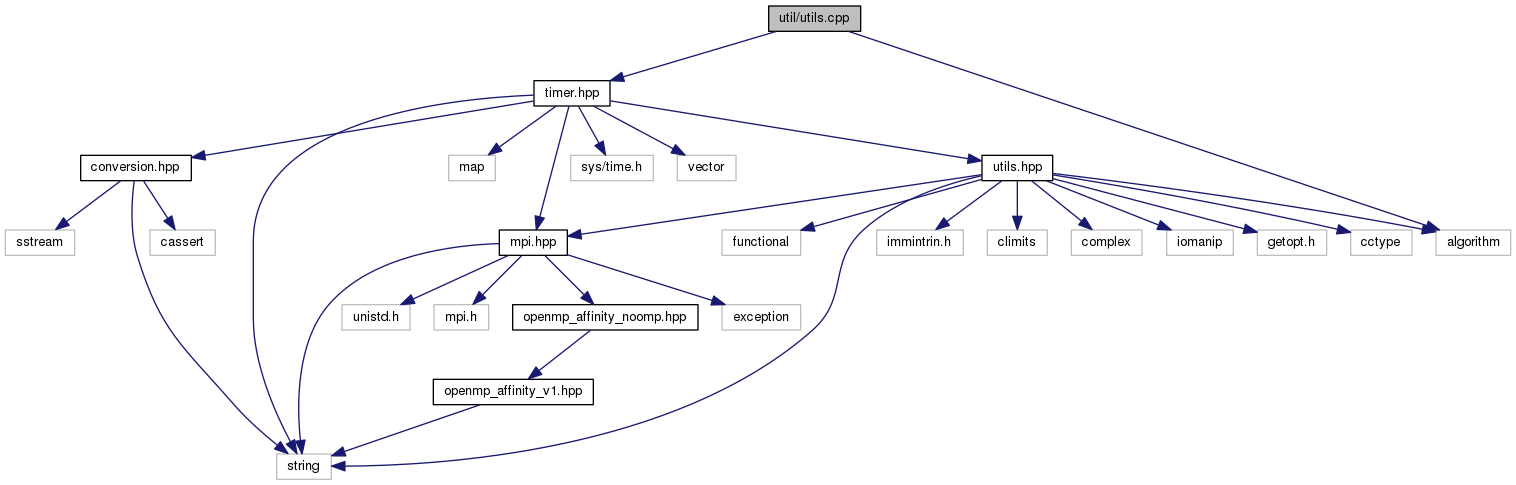 util/utils.cpp
timer.hpp
conversion.hpp
map
sys/time.h
vector
utils.hpp
sstream
cassert
mpi.hpp
functional
immintrin.h
climits
complex
iomanip
getopt.h
cctype
algorithm
unistd.h
mpi.h
openmp_affinity_noomp.hpp
exception
openmp_affinity_v1.hpp
string